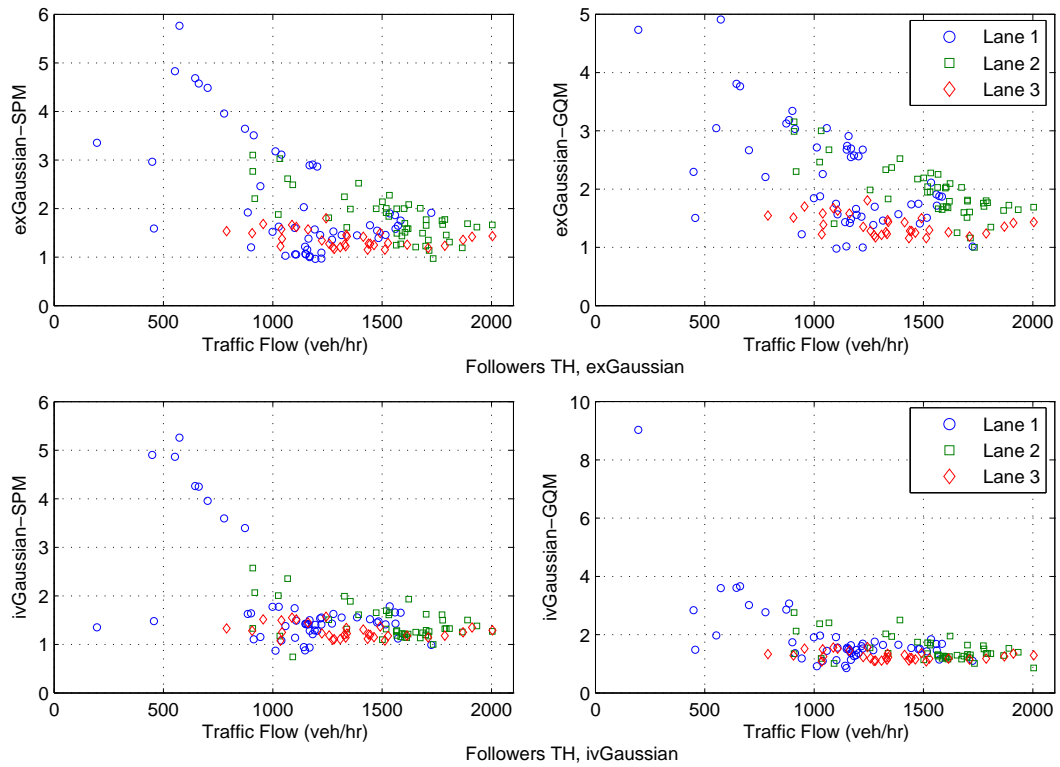 6
5
4
3
2
1
0
exGaussian−SPM
0
500
1000
1500
2000
Traffic Flow (veh/hr)
5
4
3
2
1
0
exGaussian−GQM
0
500
1000
1500
2000
Traffic Flow (veh/hr)
Lane 1
Lane 2
Lane 3
Followers TH, exGaussian
6
5
4
3
2
1
0
ivGaussian−SPM
0
500
1000
1500
2000
Traffic Flow (veh/hr)
10
8
6
4
2
0
ivGaussian−GQM
0
500
1000
1500
2000
Traffic Flow (veh/hr)
Lane 1
Lane 2
Lane 3
Followers TH, ivGaussian